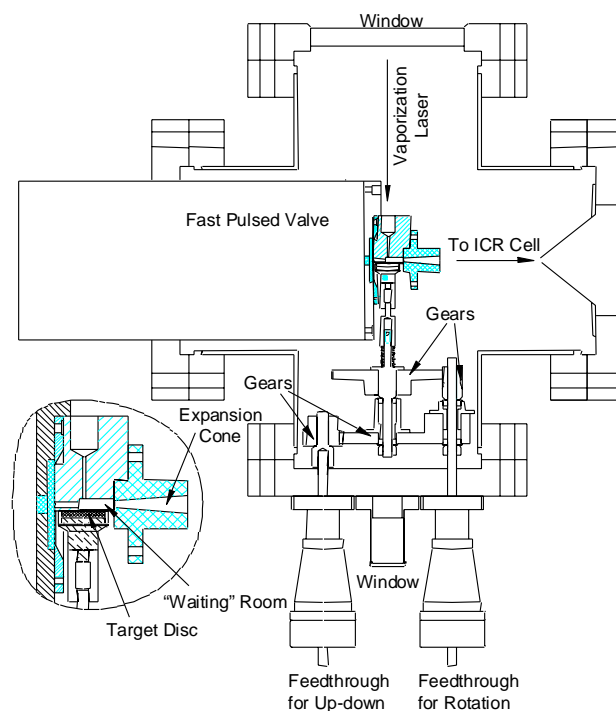 Window
Vaporization
Laser
Fast Pulsed Valve
To ICR Cell
Gears
Gears
Expansion
Cone
"Waiting" Room
Target Disc
Window
Feedthrough
for Up-down
Feedthrough
for Rotation